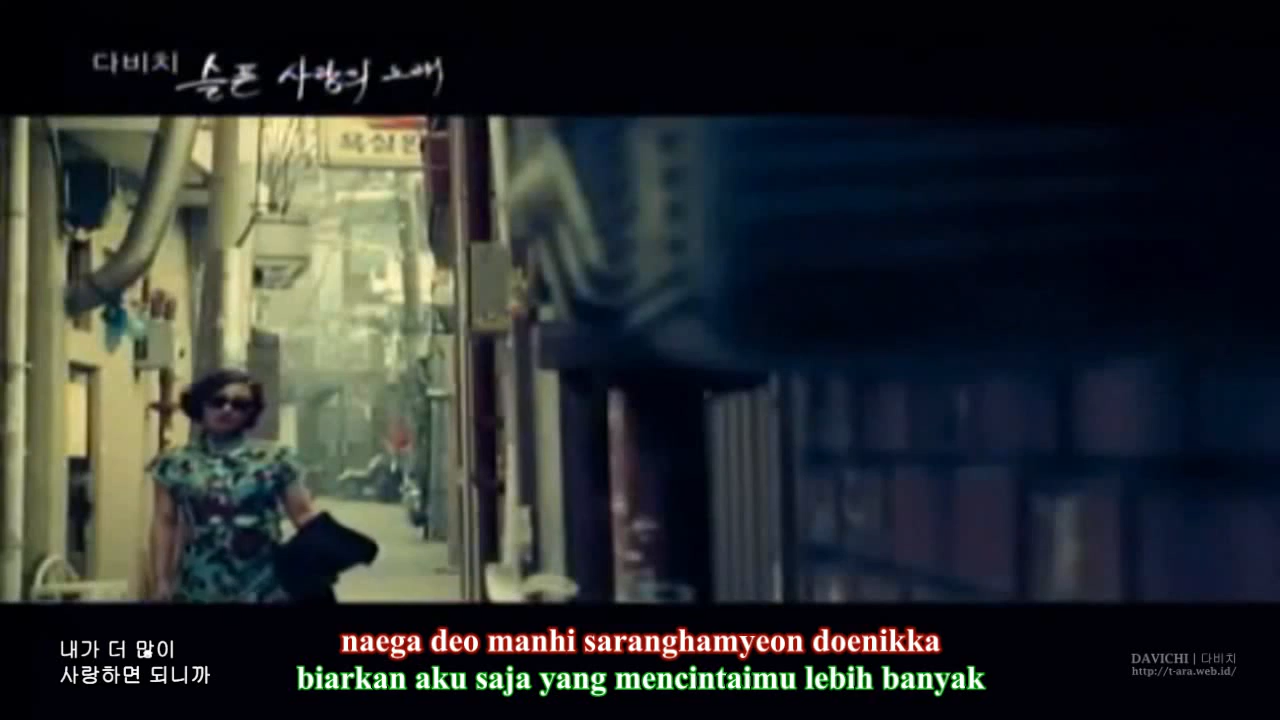 다비치 슬픈 사랑의 노래
내가 더 많이
사랑하면 되니까
naega deo manhi saranghamyeon doenikka
biarkan aku saja yang mencintaimu lebih banyak
DAVICHI | 다비치
http://t-ara.web.id/